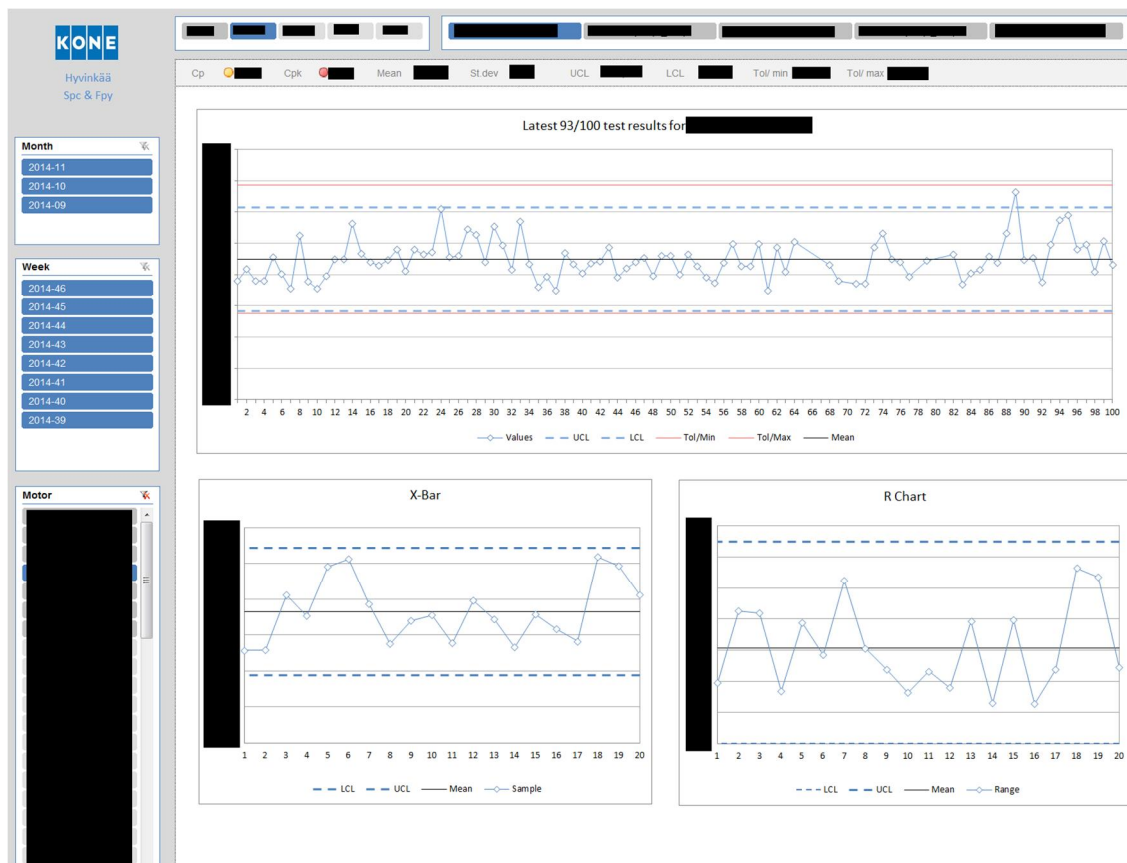 KONE
Hyvinkää
Spc & Fpy
Cp Cpk Mean St.dev UCL LCL Tol/ min Tol/ max
Month
2014-11
2014-10
2014-09
Week
2014-46
2014-45
2014-44
2014-43
2014-42
2014-41
2014-40
2014-39
Motor
Latest 93/100 test results for
2 4 6 8 10 12 14 16 18 20 22 24 26 28 30 32 34 36 38 40 42 44 46 48 50 52 54 56 58 60 62 64 66 68 70 72 74 76 78 80 82 84 86 88 90 92 94 96 98 100
Values UCL LCL Tol/Min Tol/Max Mean
X-Bar
1 2 3 4 5 6 7 8 9 10 11 12 13 14 15 16 17 18 19 20
LCL UCL Mean Sample
R Chart
1 2 3 4 5 6 7 8 9 10 11 12 13 14 15 16 17 18 19 20
LCL UCL Mean Range